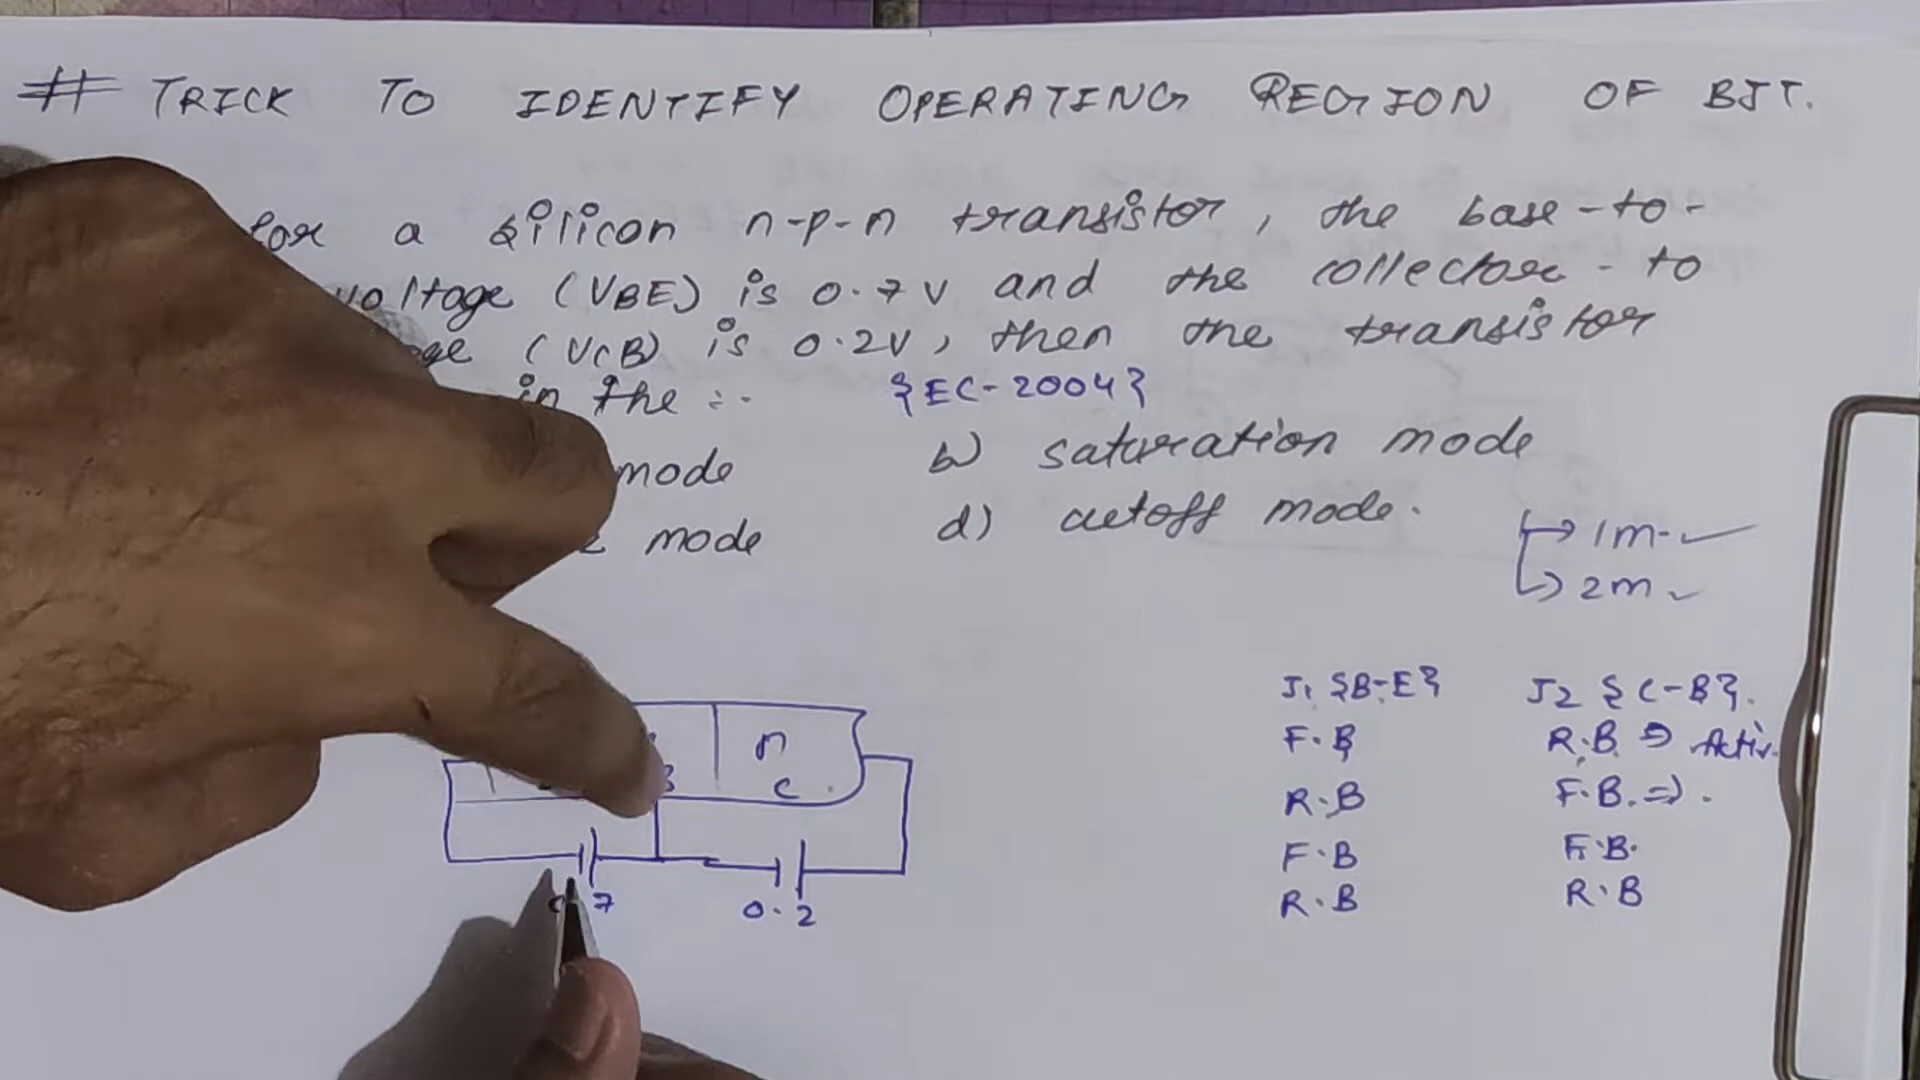 # TRICK TO IDENTIFY OPERATING REGION OF BJT.
for a silicon n-p-n transistor, the base-to-
voltage (VBE) is 0.7V and the collector-to
(VCB) is 0.2V, then the transistor
in the :- {EC-2004}
mode b) saturation mode
mode d) cutoff mode.
→ 1m-✓
→ 2m ✓
J1 {B-E} J2 {C-B}.
F.B R.B ⇒ Activ
R.B F.B. ⇒ .
F.B F.B.
R.B R.B
n
B C
7 0.2